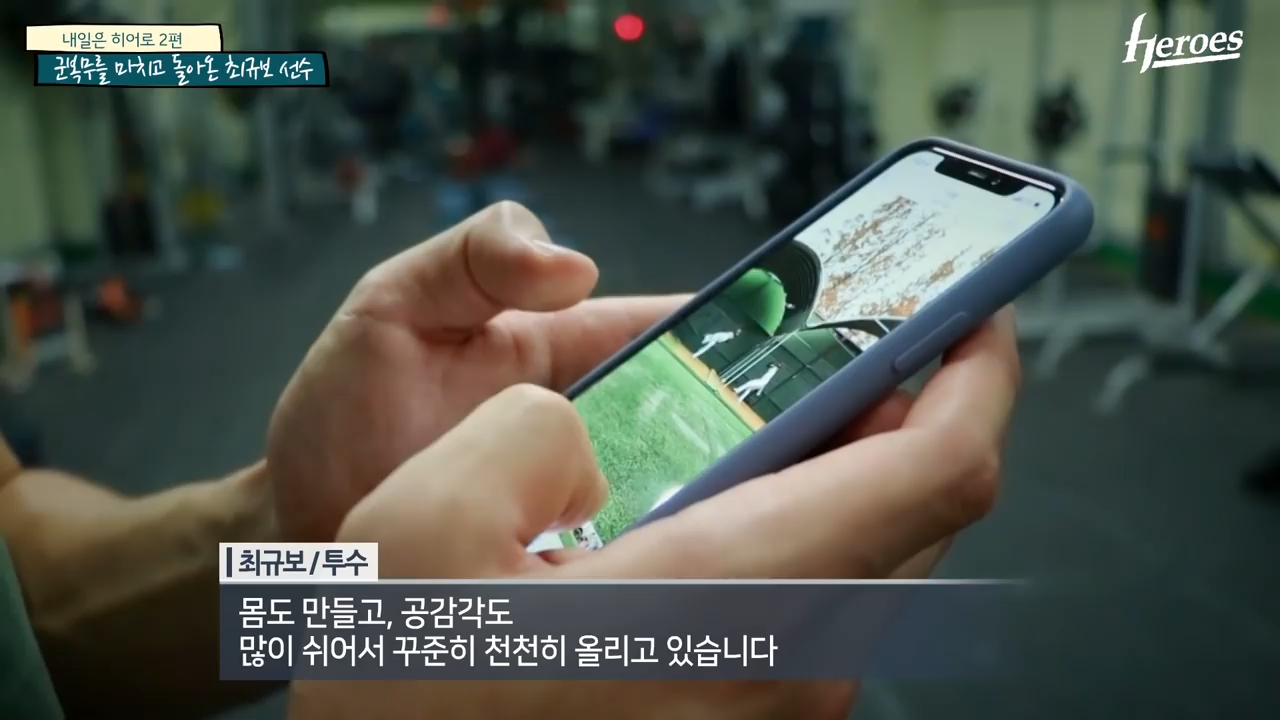 내일은 히어로 2편
군복무를 마치고 돌아온 최규보 선수
heroes
최규보 / 투수
몸도 만들고, 공감각도
많이 쉬어서 꾸준히 천천히 올리고 있습니다